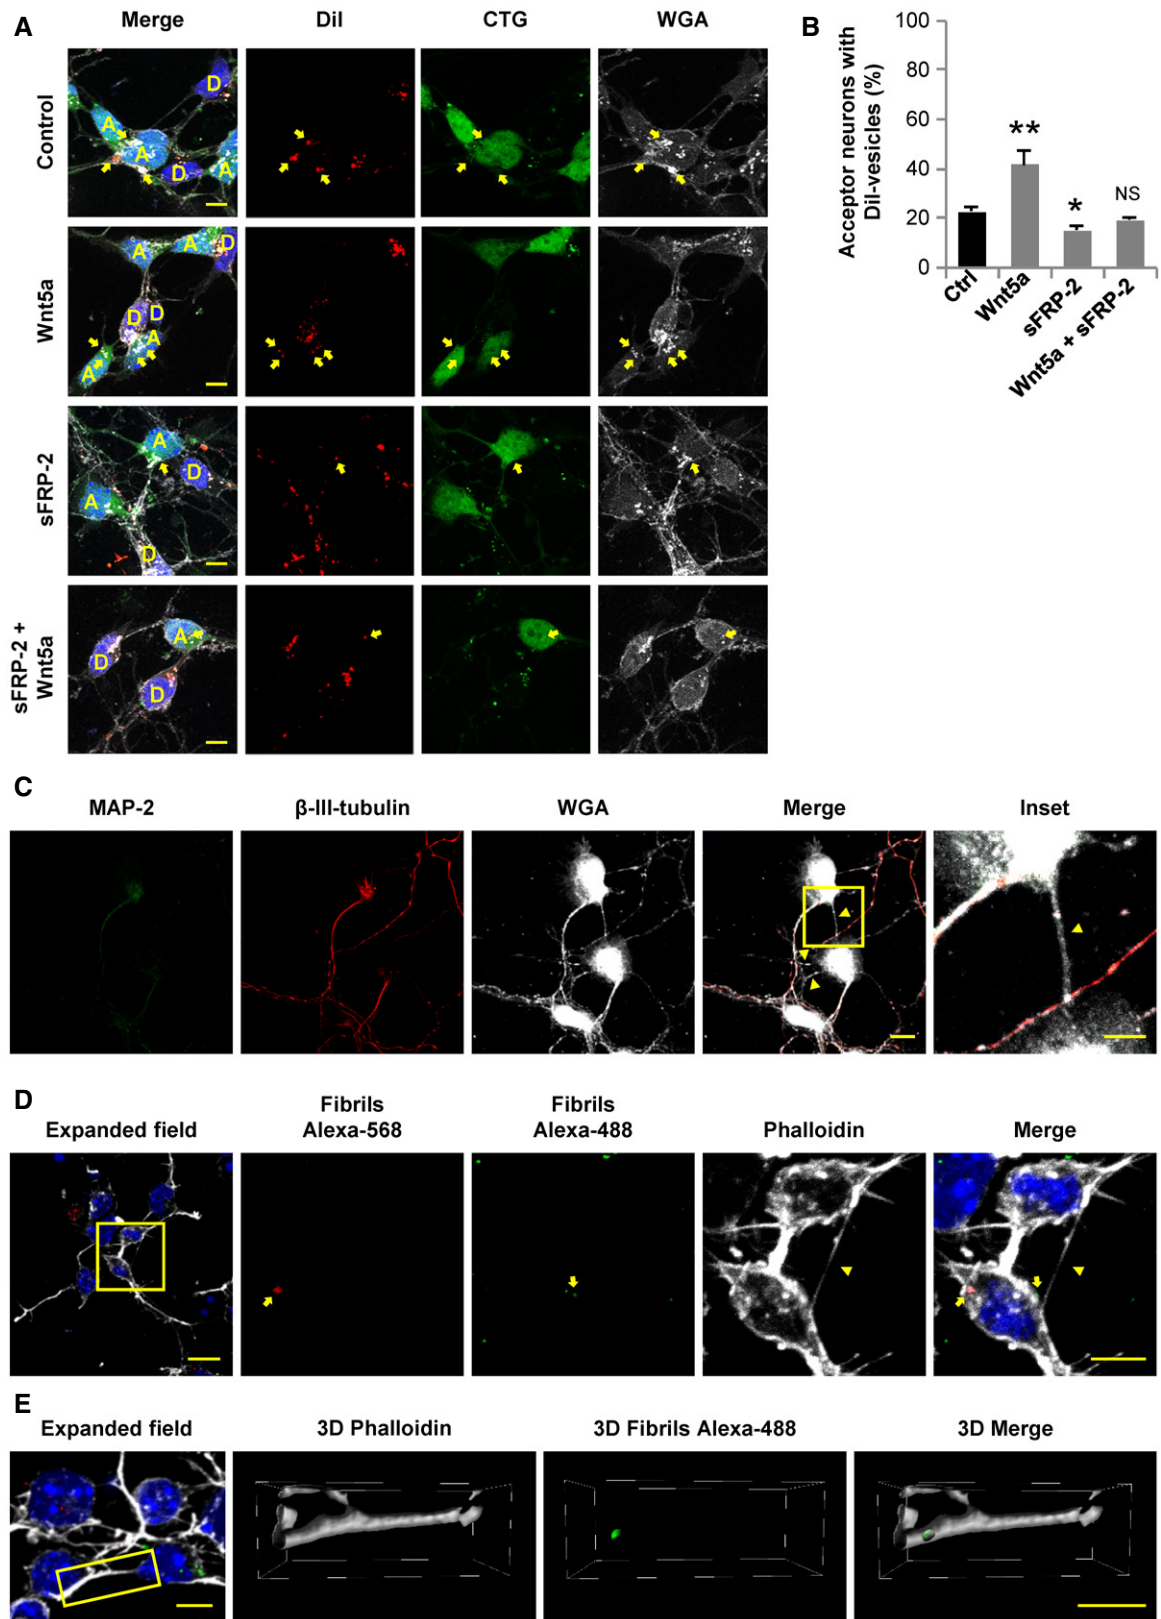 A
Merge
DiI
CTG
WGA
Control
D
A
A
D
A
Wnt5a
A
A
D
D
D
A
A
sFRP-2
A
D
A
D
sFRP-2 +
Wnt5a
A
D
D
B
Acceptor neurons with
DiI-vesicles (%)
100
80
60
40
20
0
**
*
NS
Ctrl
Wnt5a
sFRP-2
Wnt5a + sFRP-2
C
MAP-2
β-III-tubulin
WGA
Merge
Inset
D
Expanded field
Fibrils
Alexa-568
Fibrils
Alexa-488
Phalloidin
Merge
E
Expanded field
3D Phalloidin
3D Fibrils Alexa-488
3D Merge